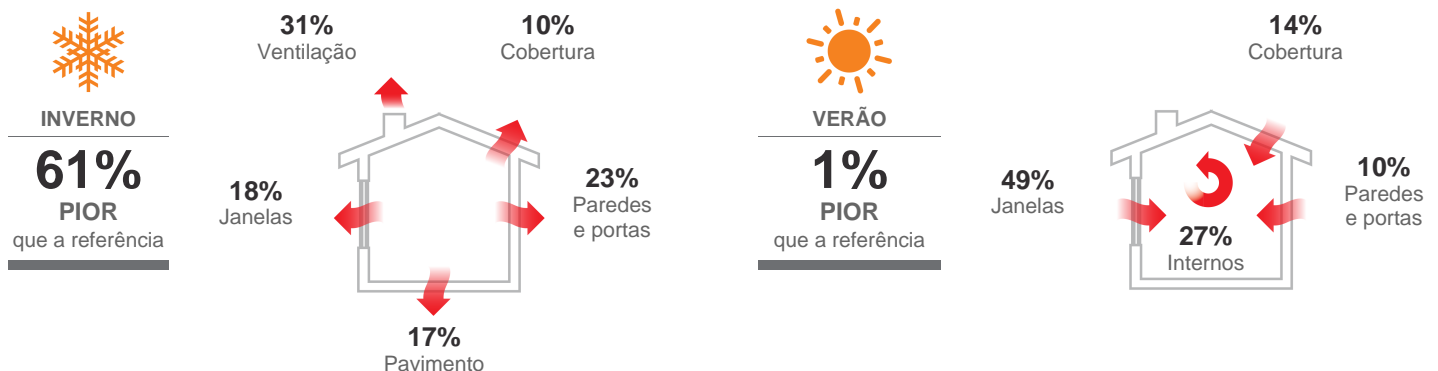 INVERNO
61%
PIOR
que a referência
31%
Ventilação
10%
Cobertura
18%
Janelas
23%
Paredes
e portas
17%
Pavimento
VERÃO
1%
PIOR
que a referência
14%
Cobertura
49%
Janelas
10%
Paredes
e portas
27%
Internos